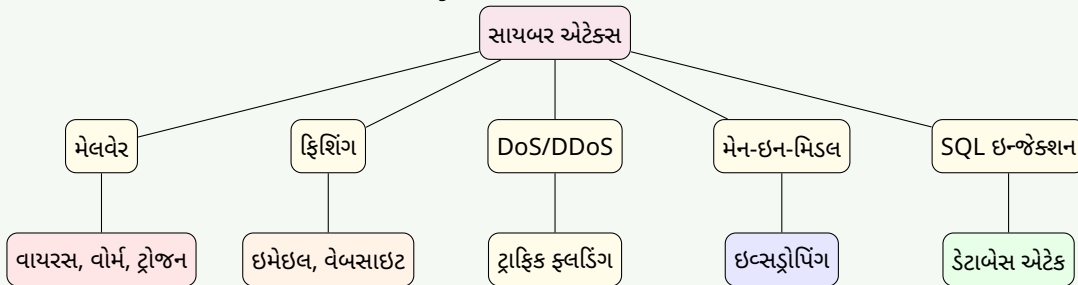 સાયબર એટેક્સ
મેલવેર
ફિશિંગ
DoS/DDoS
મેન-ઇન-મિડલ
SQL ઇન્જેક્શન
વાયરસ, વોર્મ, ટ્રોજન
ઇમેઇલ, વેબસાઇટ
ટ્રાફિક ફ્લડિંગ
ઇવ્સડ્રોપિંગ
ડેટાબેસ એટેક